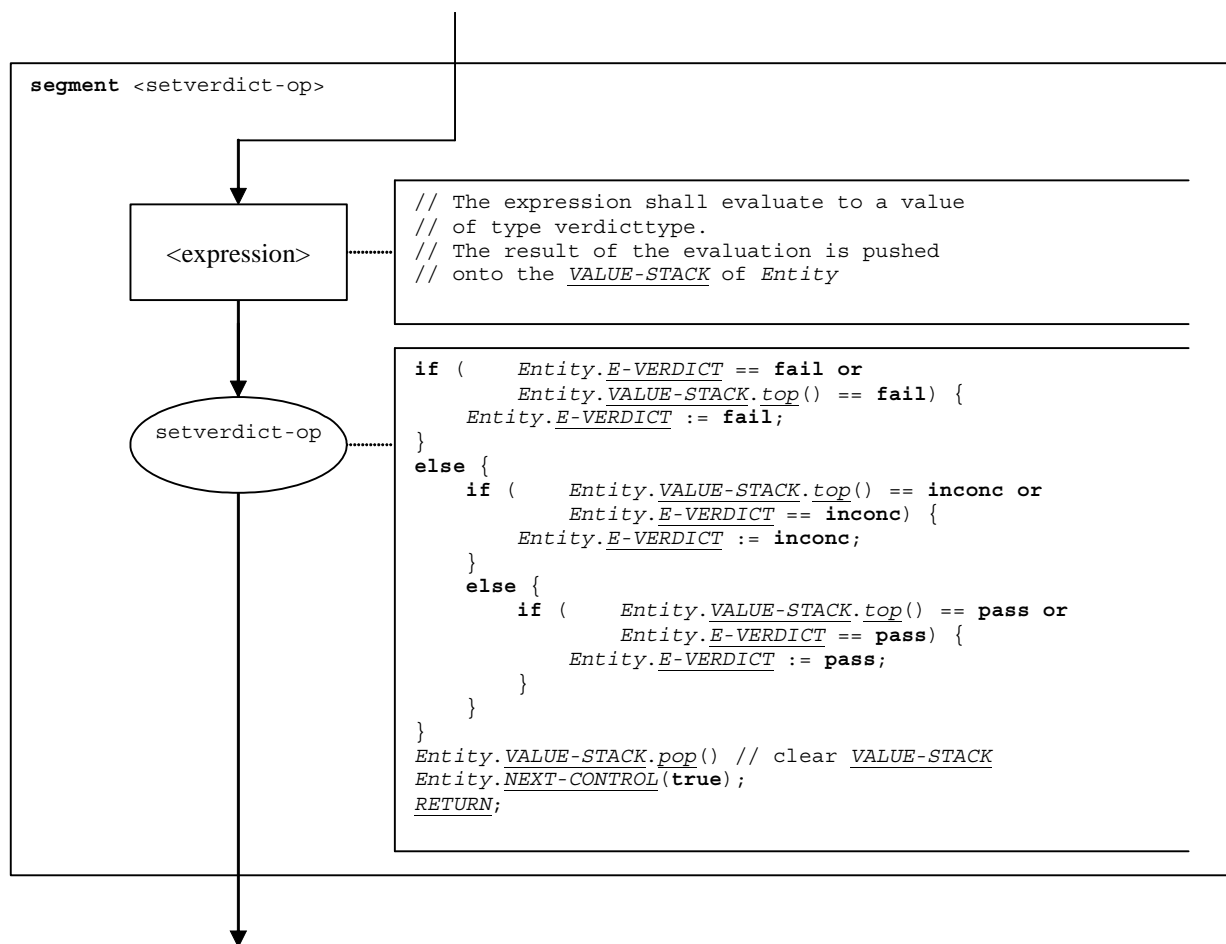 segment <setverdict-op>
<expression>
// The expression shall evaluate to a value
// of type verdicttype.
// The result of the evaluation is pushed
// onto the VALUE-STACK of Entity
setverdict-op
if ( Entity.E-VERDICT == fail or
Entity.VALUE-STACK.top() == fail) {
Entity.E-VERDICT := fail;
}
else {
if ( Entity.VALUE-STACK.top() == inconc or
Entity.E-VERDICT == inconc) {
Entity.E-VERDICT := inconc;
}
else {
if ( Entity.VALUE-STACK.top() == pass or
Entity.E-VERDICT == pass) {
Entity.E-VERDICT := pass;
}
}
}
Entity.VALUE-STACK.pop() // clear VALUE-STACK
Entity.NEXT-CONTROL(true);
RETURN;